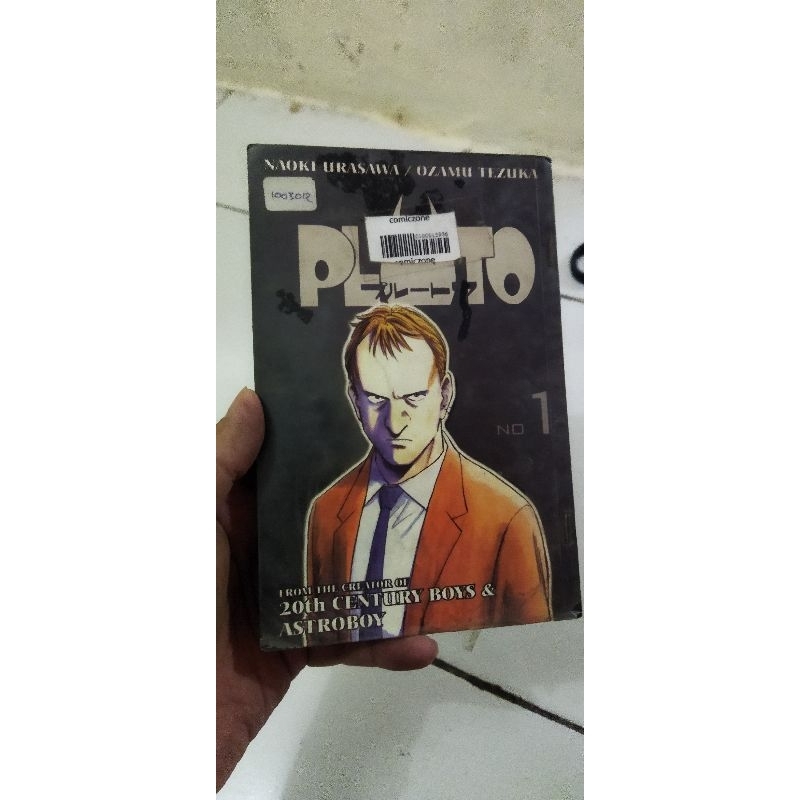 NAOKI URASAWA / OZAMU TEZUKA
1003012
comiczone
comiczone
PLUTO
プルートウ
NO 1
FROM THE CREATOR OF
20th CENTURY BOYS &
ASTROBOY